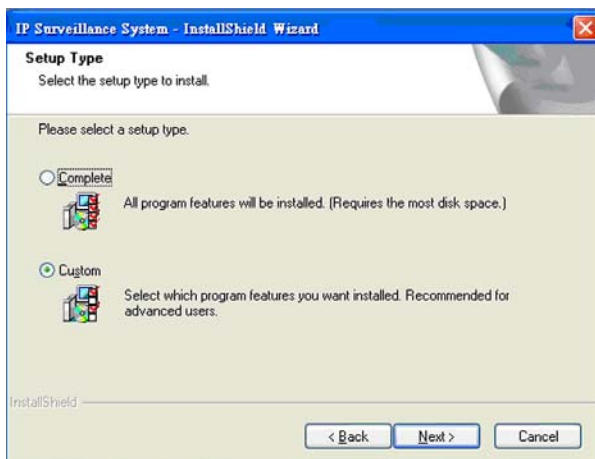 IP Surveillance System - InstallShield Wizard
Setup Type
Select the setup type to install.
Please select a setup type.
Complete
All program features will be installed. (Requires the most disk space.)
Custom
Select which program features you want installed. Recommended for
advanced users.
InstallShield
< Back
Next >
Cancel